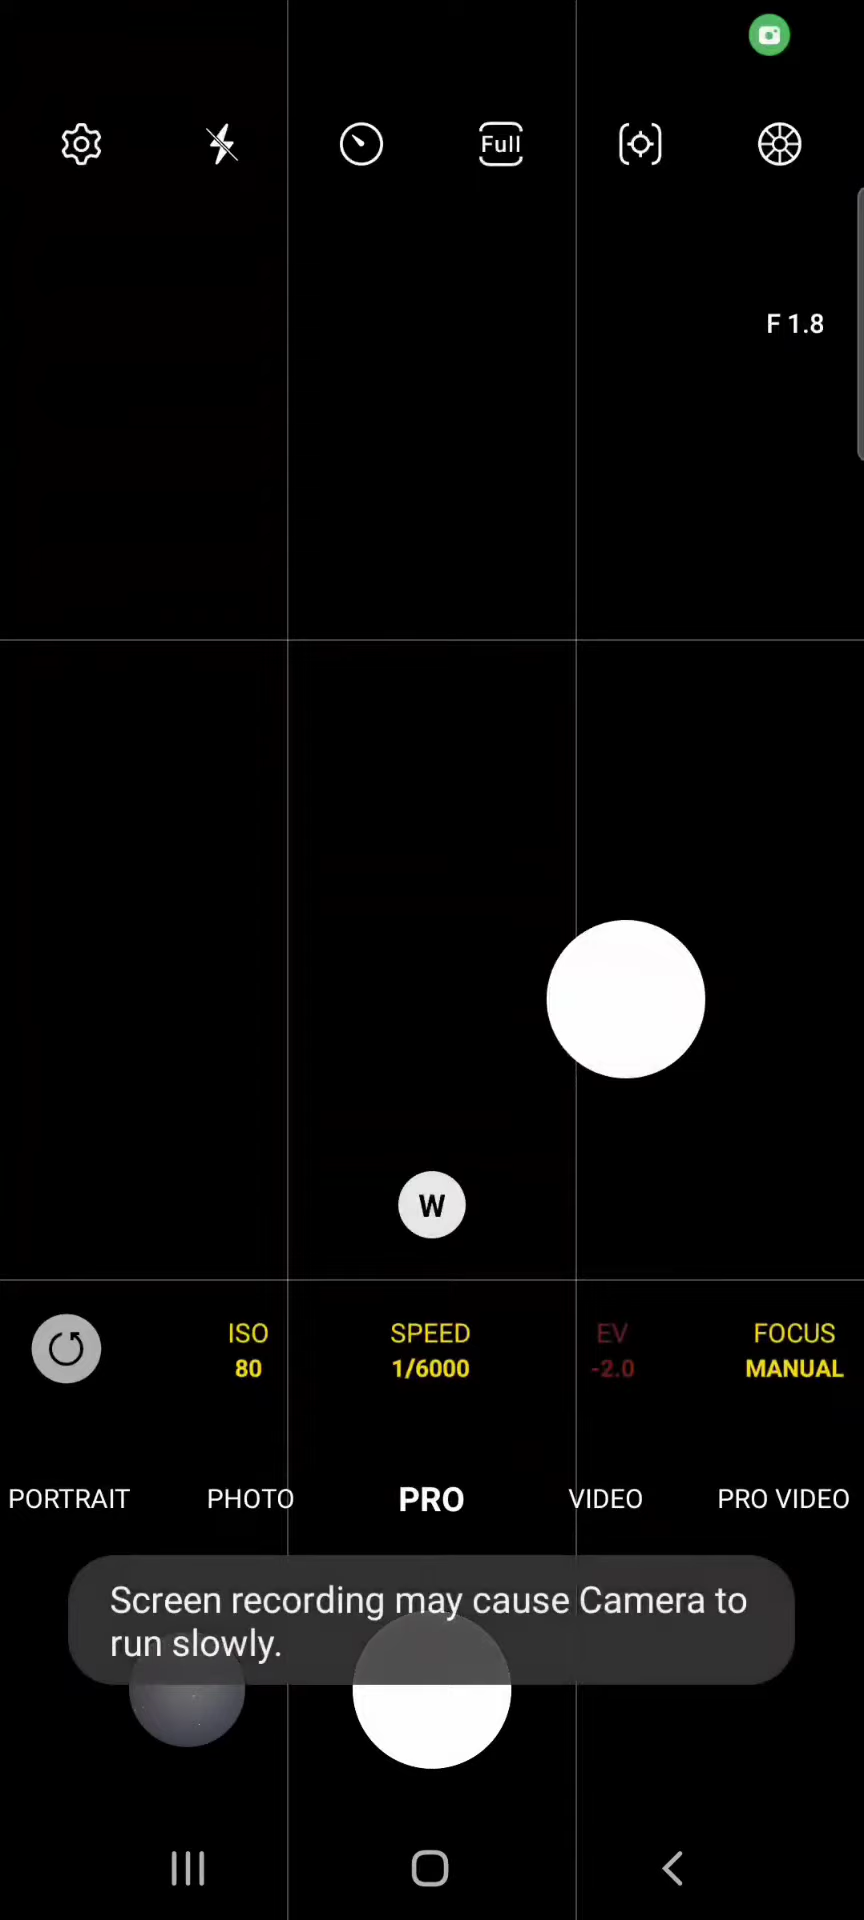 Full
F 1.8
W
ISO SPEED EV FOCUS
80 1/6000 -2.0 MANUAL
PORTRAIT PHOTO PRO VIDEO PRO VIDEO
Screen recording may cause Camera to
run slowly.